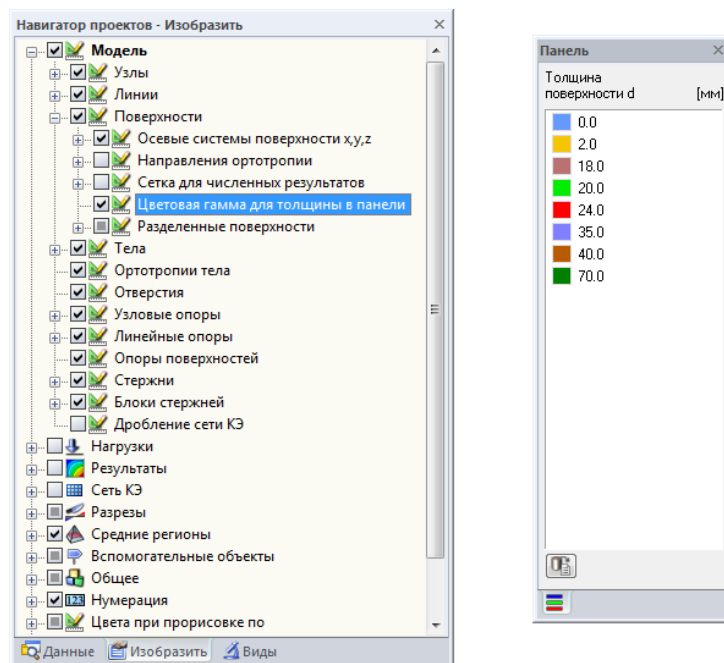 Навигатор проектов - Изобразить
Модель
Узлы
Линии
Поверхности
Осевые системы поверхности x,y,z
Направления ортотропии
Сетка для численных результатов
Цветовая гамма для толщины в панели
Разделенные поверхности
Тела
Ортотропии тела
Отверстия
Узловые опоры
Линейные опоры
Опоры поверхностей
Стержни
Блоки стержней
Дробление сети КЭ
Нагрузки
Результаты
Сеть КЭ
Разрезы
Средние регионы
Вспомогательные объекты
Общее
123 Нумерация
Цвета при прорисовке по
Данные Изобразить Виды
Панель
Толщина
поверхности d [мм]
0.0
2.0
18.0
20.0
24.0
35.0
40.0
70.0